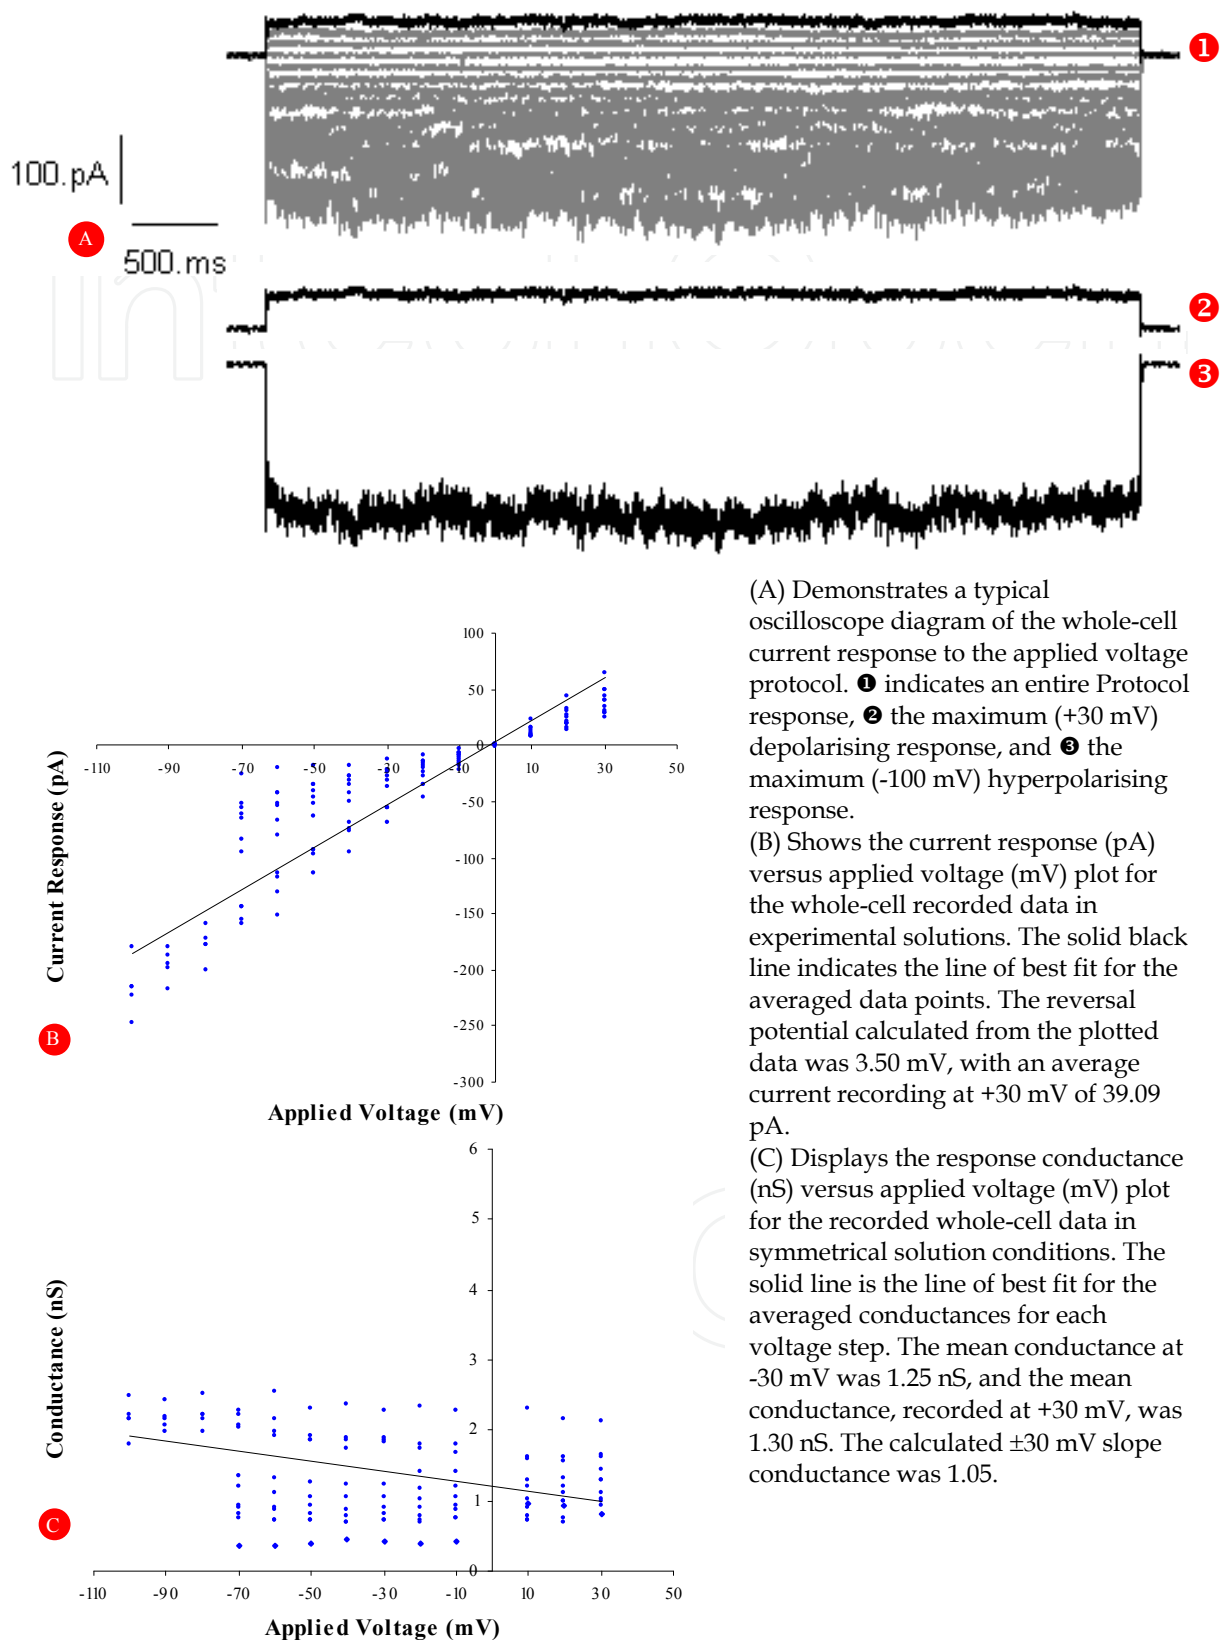 ❶
100.pA
A
500.ms
❷
❸
(A) Demonstrates a typical
oscilloscope diagram of the whole-cell
current response to the applied voltage
protocol. ❶ indicates an entire Protocol
response, ❷ the maximum (+30 mV)
depolarising response, and ❸ the
maximum (-100 mV) hyperpolarising
response.
(B) Shows the current response (pA)
versus applied voltage (mV) plot for
the whole-cell recorded data in
experimental solutions. The solid black
line indicates the line of best fit for the
averaged data points. The reversal
potential calculated from the plotted
data was 3.50 mV, with an average
current recording at +30 mV of 39.09
pA.
(C) Displays the response conductance
(nS) versus applied voltage (mV) plot
for the recorded whole-cell data in
symmetrical solution conditions. The
solid line is the line of best fit for the
averaged conductances for each
voltage step. The mean conductance at
-30 mV was 1.25 nS, and the mean
conductance, recorded at +30 mV, was
1.30 nS. The calculated ±30 mV slope
conductance was 1.05.
Current Response (pA)
100
50
0
-50
-100
-150
-200
-250
-300
-110 -90 -70 -50 -30 -10 10 30 50
B
Applied Voltage (mV)
Conductance (nS)
6
5
4
3
2
1
0
C
-110 -90 -70 -50 -30 -10 10 30 50
Applied Voltage (mV)